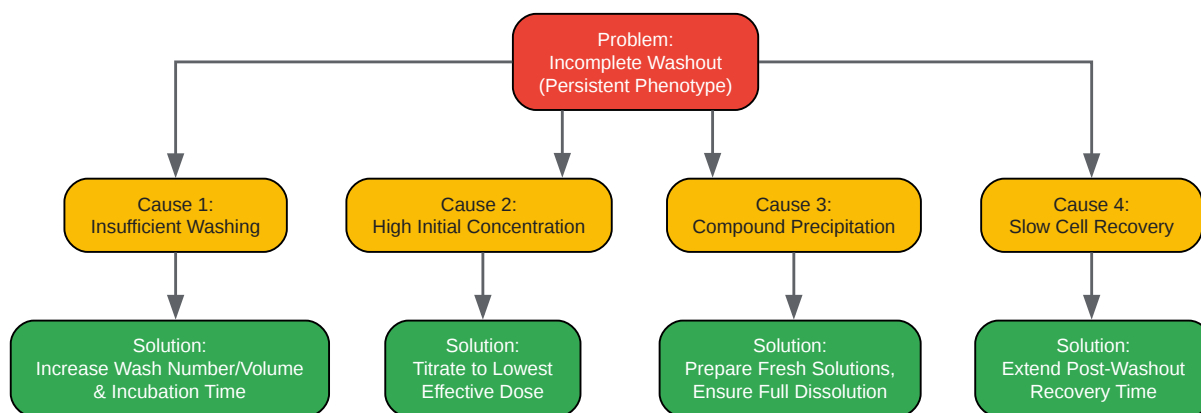 Problem:
Incomplete Washout
(Persistent Phenotype)
Cause 1:
Insufficient Washing
Cause 2:
High Initial Concentration
Cause 3:
Compound Precipitation
Cause 4:
Slow Cell Recovery
Solution:
Increase Wash Number/Volume
& Incubation Time
Solution:
Titrate to Lowest
Effective Dose
Solution:
Prepare Fresh Solutions,
Ensure Full Dissolution
Solution:
Extend Post-Washout
Recovery Time